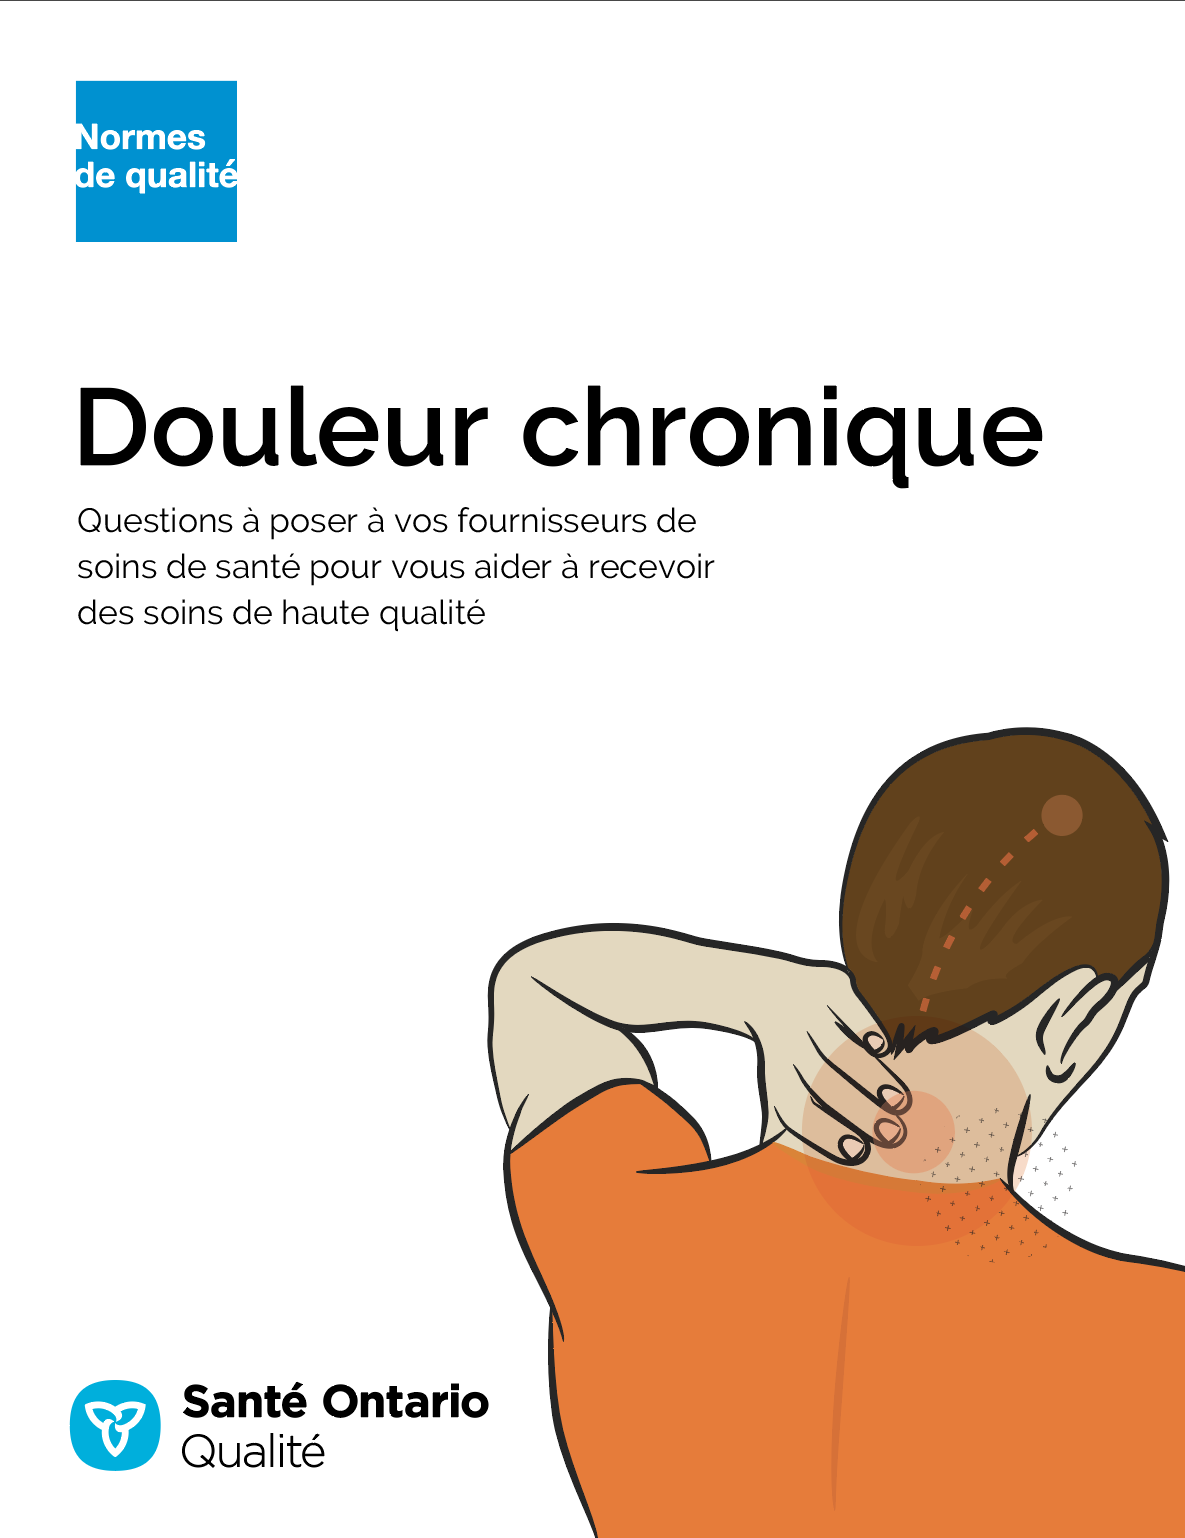 Normes
de qualité
Douleur chronique
Questions à poser à vos fournisseurs de
soins de santé pour vous aider à recevoir
des soins de haute qualité
Santé Ontario
Qualité